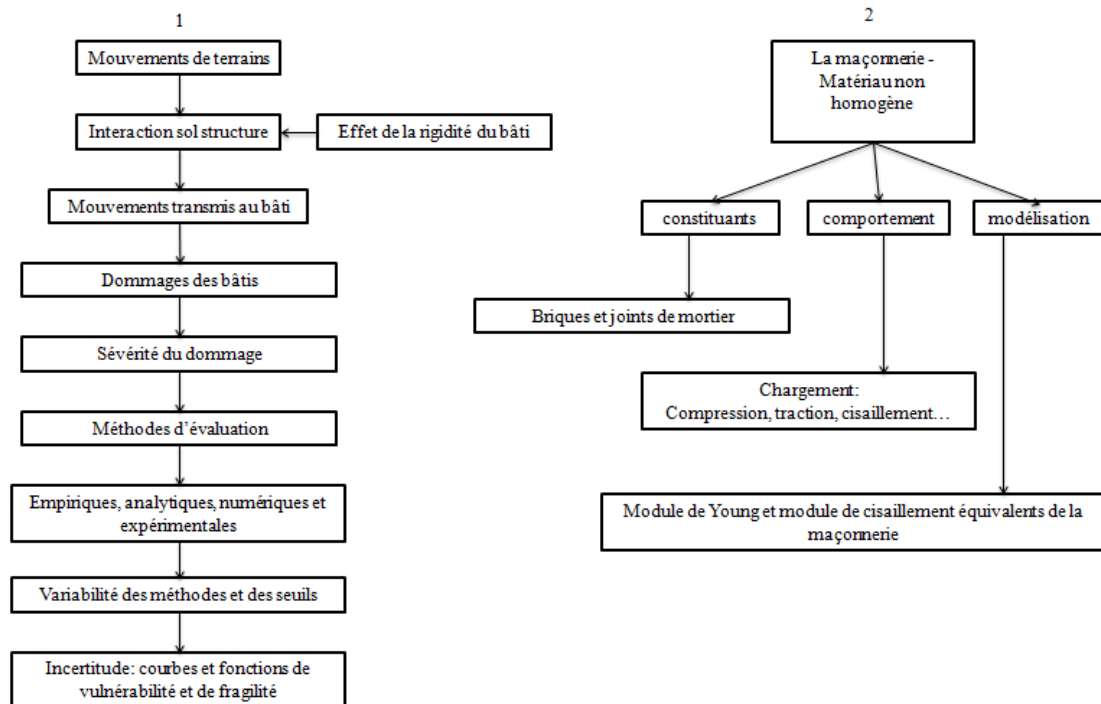 1
Mouvements de terrains
Interaction sol structure
Effet de la rigidité du bâti
Mouvements transmis au bâti
Dommages des bâtis
Sévérité du dommage
Méthodes d'évaluation
Empiriques, analytiques, numériques et
expérimentales
Variabilité des méthodes et des seuils
Incertitude: courbes et fonctions de
vulnérabilité et de fragilité
2
La maçonnerie -
Matériau non
homogène
constituants
comportement
modélisation
Briques et joints de mortier
Chargement:
Compression, traction, cisaillement…
Module de Young et module de cisaillement équivalents de la
maçonnerie